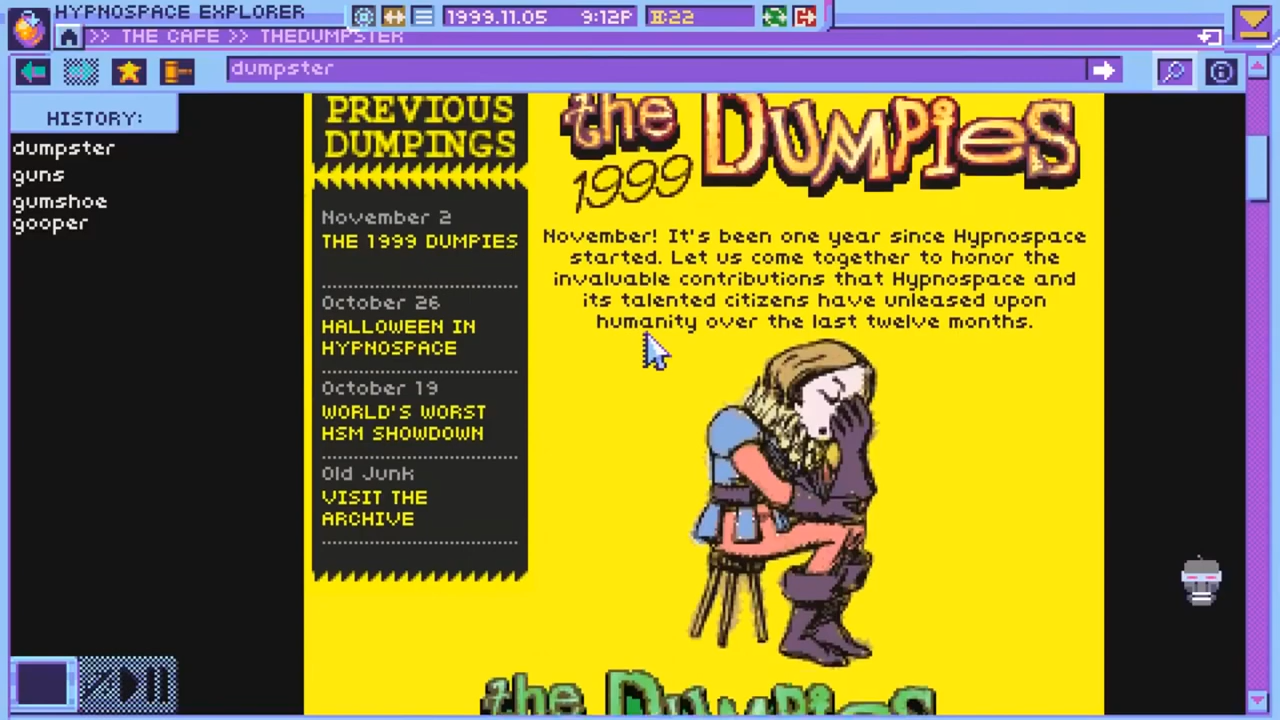 HYPNOSPACE EXPLORER
1999.11.05 9:12P
22
>> THE CAFE >> THEDUMPSTER
dumpster
HISTORY:
dumpster
guns
gumshoe
gooper
PREVIOUS
DUMPINGS
November 2
THE 1999 DUMPIES
October 26
HALLOWEEN IN
HYPNOSPACE
October 19
WORLD'S WORST
HSM SHOWDOWN
Old Junk
VISIT THE
ARCHIVE
the DUMPieS
1999
November! It's been one year since Hypnospace
started. Let us come together to honor the
invaluable contributions that Hypnospace and
its talented citizens have unleased upon
humanity over the last twelve months.
the DUMPieS